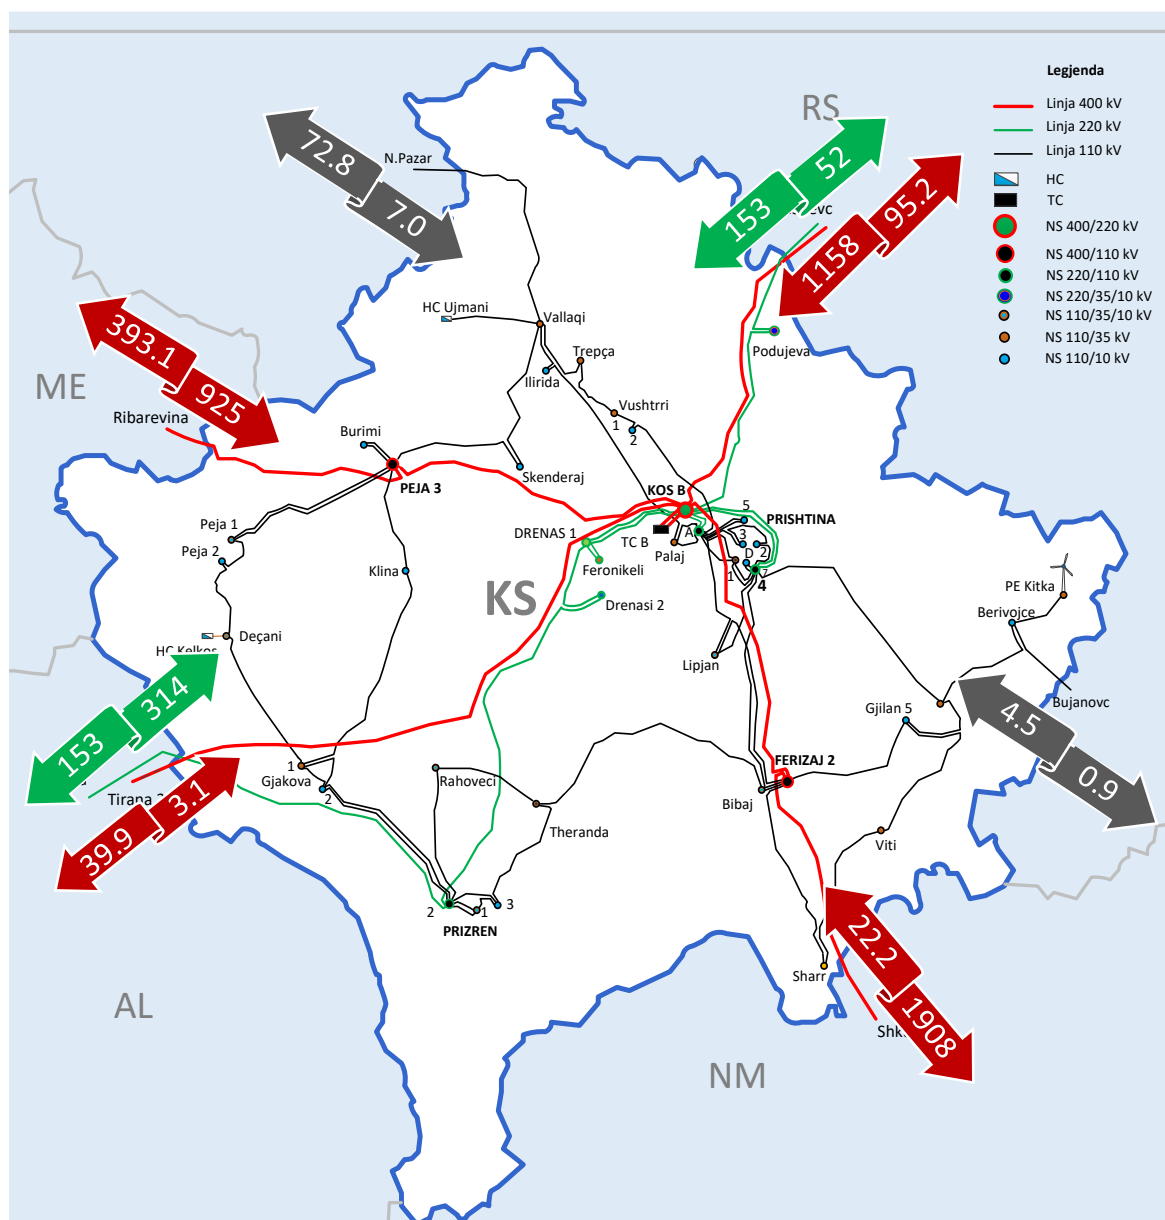 Legjenda
Linja 400 kV
Linja 220 kV
Linja 110 kV
HC
TC
NS 400/220 kV
NS 400/110 kV
NS 220/110 kV
NS 220/35/10 kV
NS 110/35/10 kV
NS 110/35 kV
NS 110/10 kV
RS
72.8
7.0
N.Pazar
153
52
1158
95.2
HC Ujmani
Vallaqi
393.1
925
ME
Trepça
Ilirida
Podujeva
Ribarevina
Burimi
Vushtrri
1
2
Skenderaj
PEJA 3
KOS B
5
PRISHTINA
Peja 1
DRENAS 1
TC B
A
3
D
2
Peja 2
Palaj
Feronikeli
1
7
4
Klina
KS
Drenasi 2
PE Kitka
Berivojce
Deçani
HC Kelkos
Lipjan
153
314
Bujanovc
Gjilan 5
4.5
0.9
FERIZAJ 2
1
Gjakova
2
Rahoveci
Bibaj
Tirana
39.9
3.1
Theranda
Viti
2
1
3
PRIZREN
22.2
1908
Sharr
AL
NM